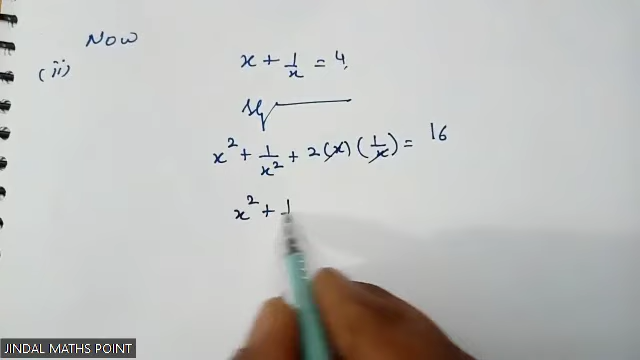 Now
(ii)
x + 1/x = 4.
Sq
x² + 1/x² + 2(x)(1/x) = 16
x² + 1
JINDAL MATHS POINT